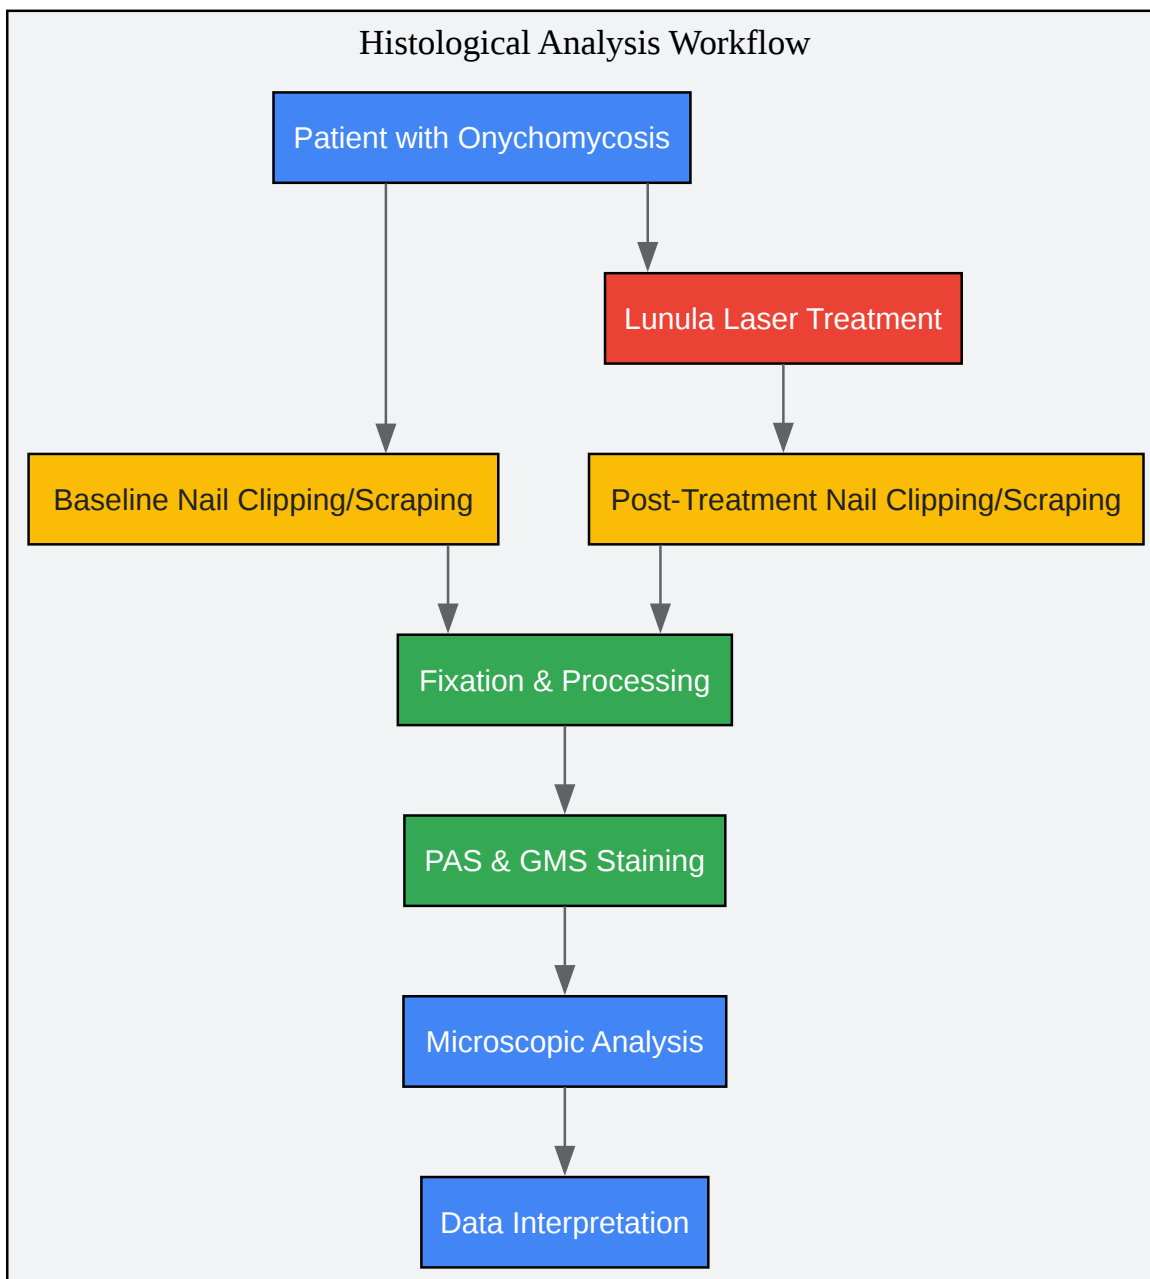 Histological Analysis Workflow
Patient with Onychomycosis
Lunula Laser Treatment
Baseline Nail Clipping/Scraping
Post-Treatment Nail Clipping/Scraping
Fixation & Processing
PAS & GMS Staining
Microscopic Analysis
Data Interpretation